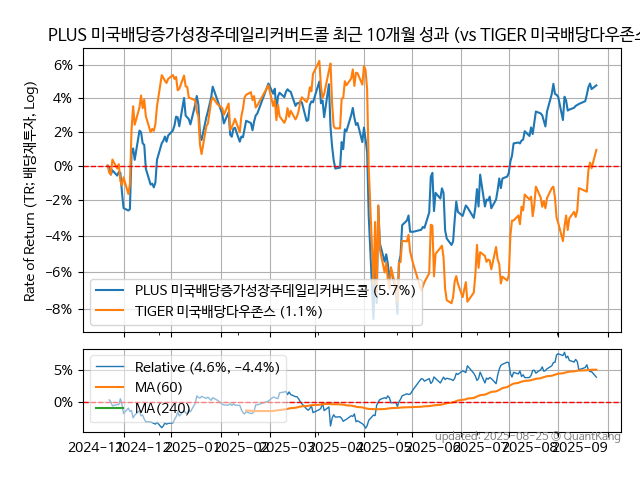 PLUS 미국배당증가성장주데일리커버드콜 최근 10개월 성과 (vs TIGER 미국배당다우존스
6%
4%
2%
0%
−2%
−4%
−6%
−8%
Rate of Return (TR: 배당재투자, Log)
PLUS 미국배당증가성장주데일리커버드콜 (5.7%)
TIGER 미국배당다우존스 (1.1%)
5%
0%
Relative (4.6%, −4.4%)
MA(60)
MA(240)
updated: 2025-08-25 © QuantKang
2024−11 2024−12 2025−01 2025−02 2025−03 2025−04 2025−05 2025−06 2025−07 2025−08 2025−09